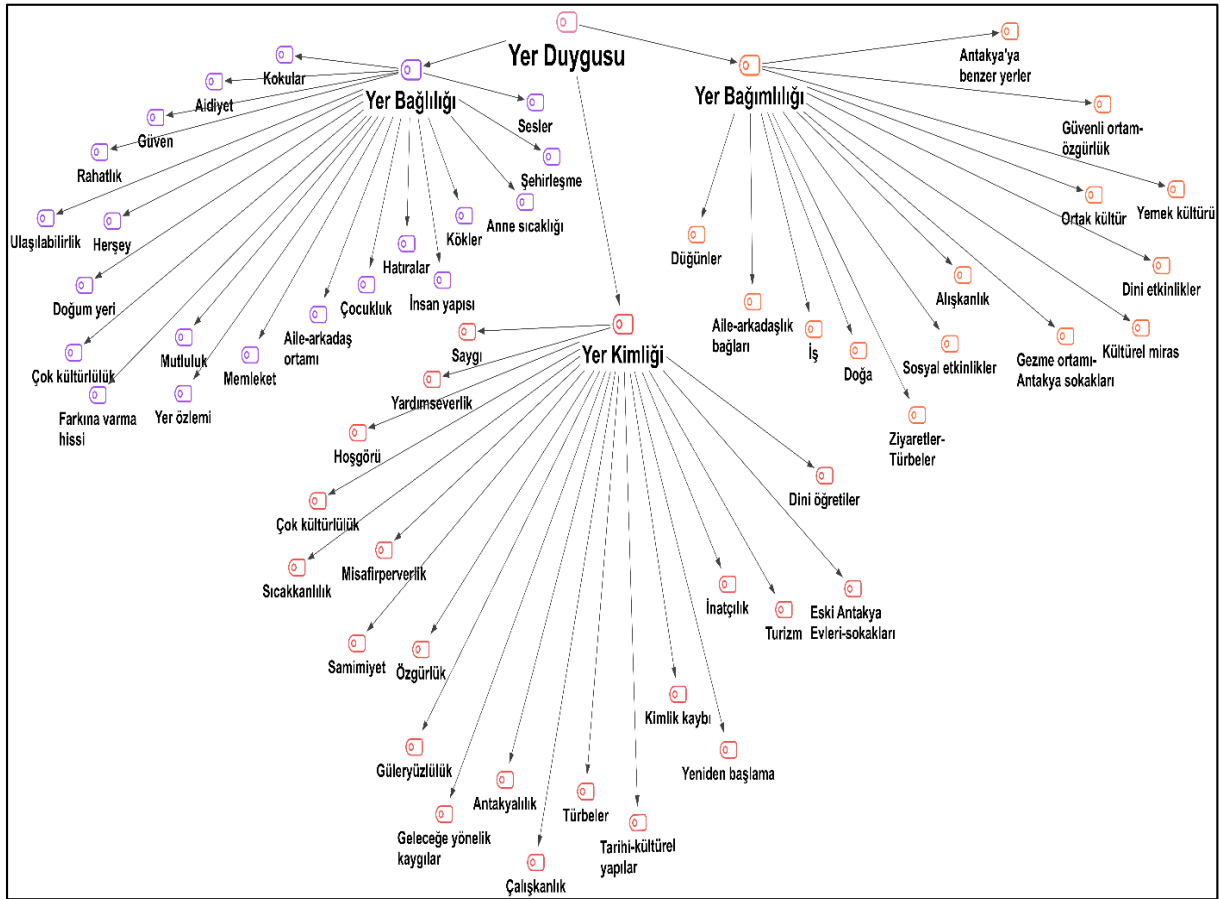 Yer Duygusu
Yer Bağlılığı
Kokular
Aidiyet
Güven
Rahatlık
Ulaşılabilirlik
Herşey
Doğum yeri
Çok kültürlülük
Farkına varma
hissi
Mutluluk
Yer özlemi
Memleket
Aile-arkadaş
ortamı
Çocukluk
Hatıralar
İnsan yapısı
Kökler
Anne sıcaklığı
Şehirleşme
Sesler
Yer Bağımlılığı
Antakya'ya
benzer yerler
Güvenli ortam-
özgürlük
Yemek kültürü
Ortak kültür
Dini etkinlikler
Kültürel miras
Alışkanlık
Gezme ortamı-
Antakya sokakları
Sosyal etkinlikler
Ziyaretler-
Türbeler
Doğa
İş
Aile-arkadaşlık
bağları
Düğünler
Yer Kimliği
Saygı
Yardımseverlik
Hoşgörü
Çok kültürlülük
Sıcakkanlılık
Misafirperverlik
Samimiyet
Özgürlük
Güleryüzlülük
Geleceğe yönelik
kaygılar
Antakyalılık
Çalışkanlık
Türbeler
Tarihi-kültürel
yapılar
Kimlik kaybı
Yeniden başlama
İnatçılık
Turizm
Eski Antakya
Evleri-sokakları
Dini öğretiler